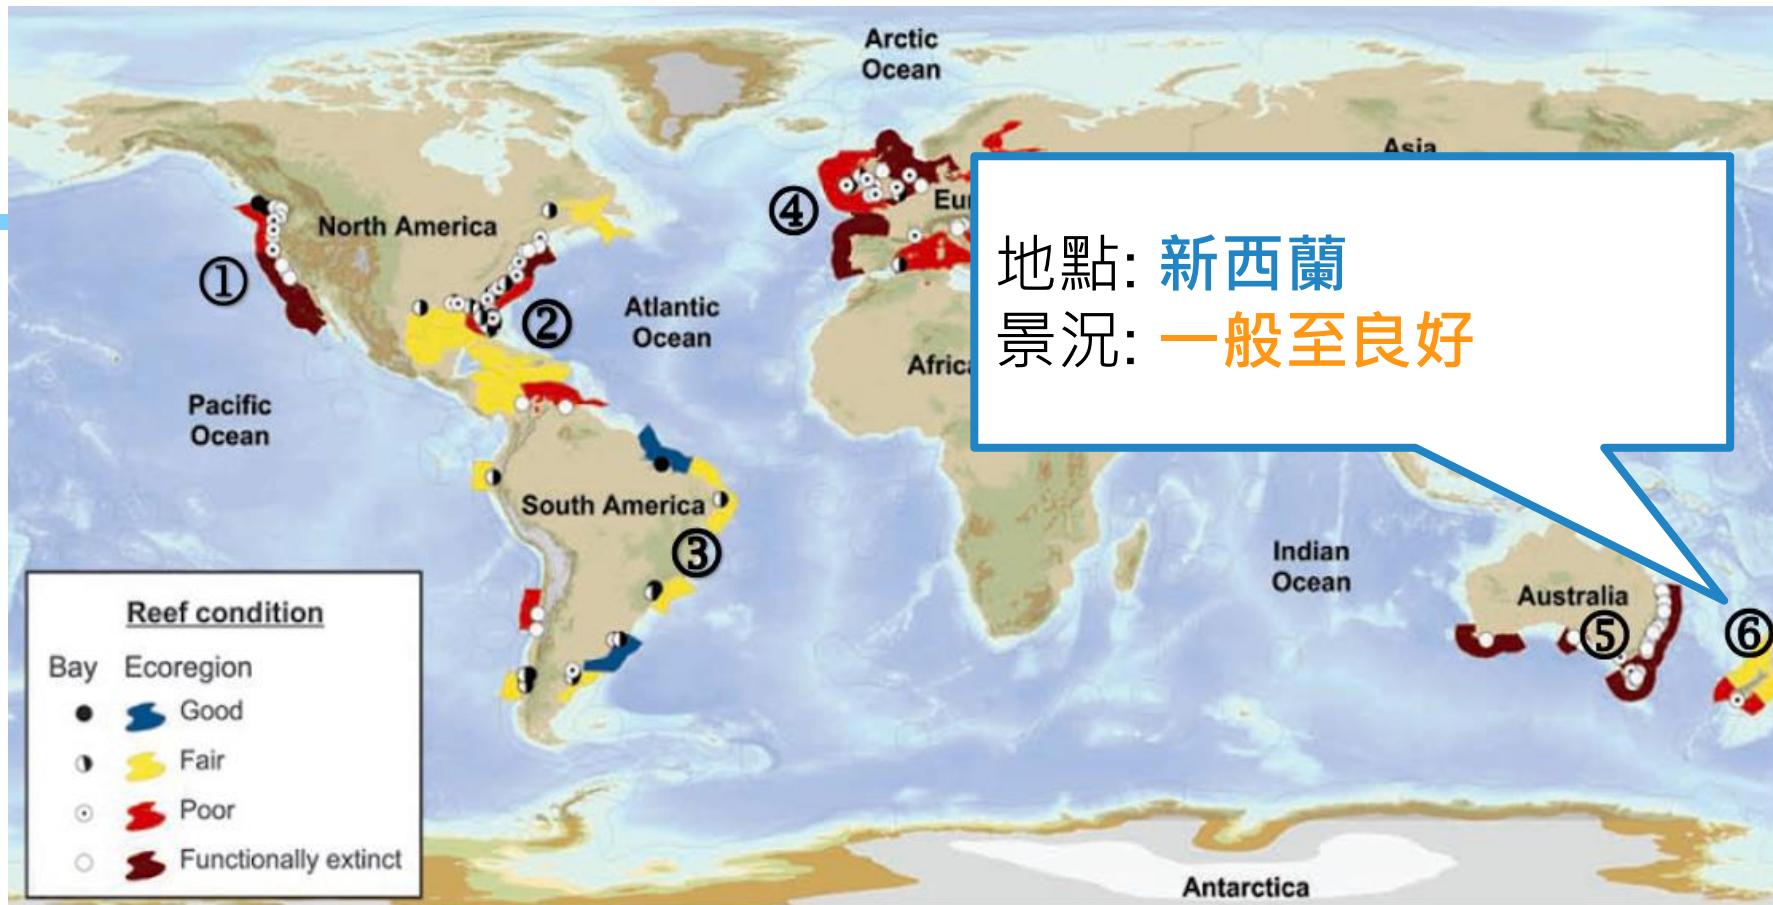 Arctic
Ocean
Asia
North America
④
Eu
①
②
Atlantic
Ocean
地點: 新西蘭
景況: 一般至良好
Afric
Pacific
Ocean
South America
③
Indian
Ocean
Australia
⑤
⑥
Reef condition
Bay Ecoregion
Good
Fair
Poor
Functionally extinct
Antarctica